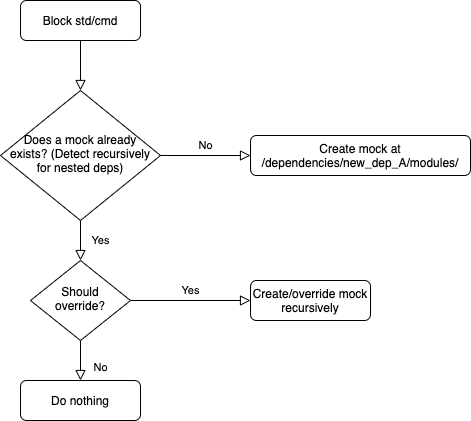 Block std/cmd
Does a mock already
exists? (Detect recursively
for nested deps)
No
Create mock at
/dependencies/new_dep_A/modules/
Yes
Should
override?
Yes
Create/override mock
recursively
No
Do nothing